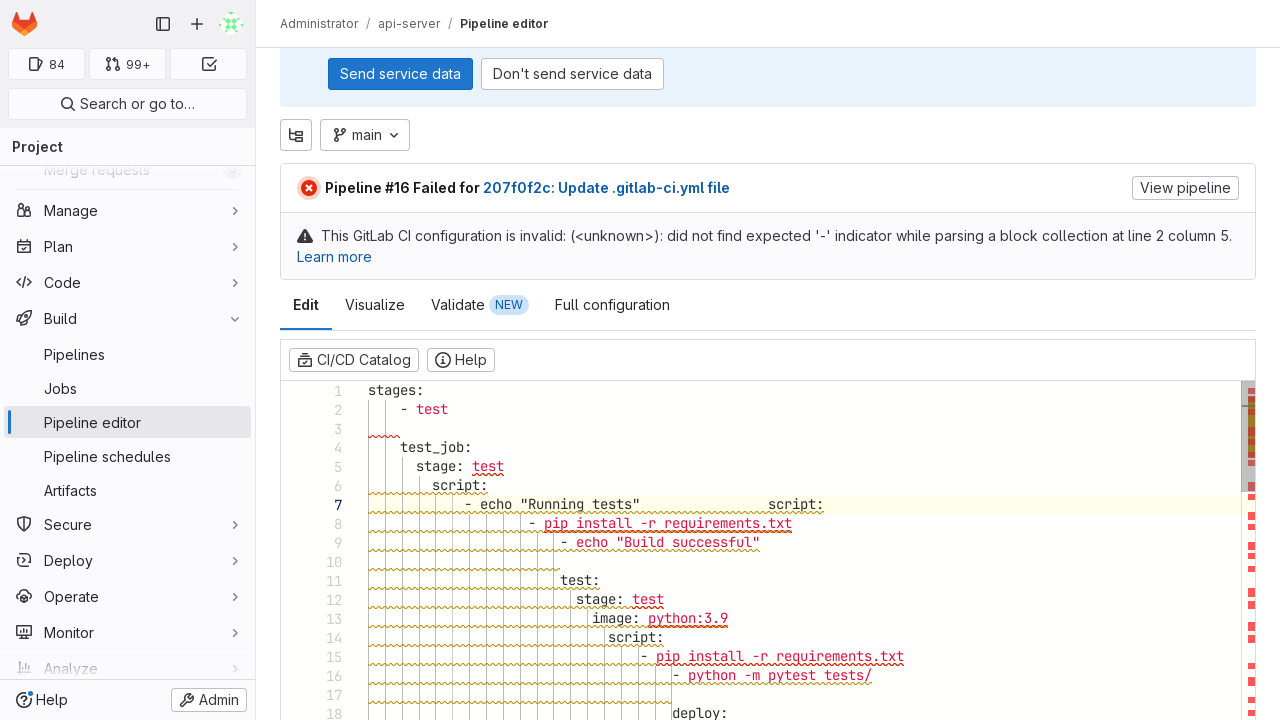 Administrator / api-server / Pipeline editor
84
99+
Search or go to…
Project
Merge requests
Manage
Plan
Code
Build
Pipelines
Jobs
Pipeline editor
Pipeline schedules
Artifacts
Secure
Deploy
Operate
Monitor
Analyze
Help
Admin
Send service data
Don't send service data
main
Pipeline #16 Failed for 207f0f2c: Update .gitlab-ci.yml file
View pipeline
This GitLab CI configuration is invalid: (<unknown>): did not find expected '-' indicator while parsing a block collection at line 2 column 5.
Learn more
Edit
Visualize
Validate NEW
Full configuration
CI/CD Catalog
Help
1 stages:
2 - test
3
4 test_job:
5 stage: test
6 script:
7 - echo "Running tests" script:
8 - pip install -r requirements.txt
9 - echo "Build successful"
10
11 test:
12 stage: test
13 image: python:3.9
14 script:
15 - pip install -r requirements.txt
16 - python -m pytest tests/
17
18 deploy: